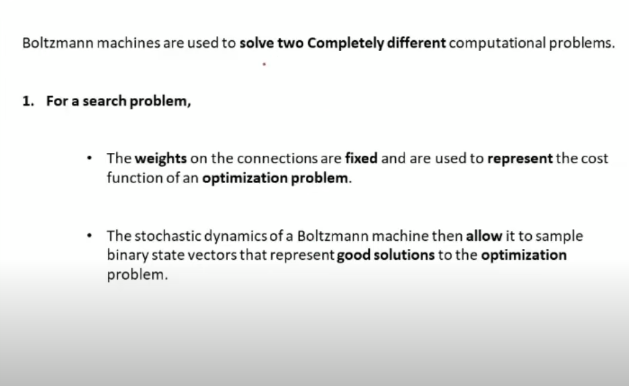 Boltzmann machines are used to solve two Completely different computational problems.
1. For a search problem,
• The weights on the connections are fixed and are used to represent the cost
function of an optimization problem.
• The stochastic dynamics of a Boltzmann machine then allow it to sample
binary state vectors that represent good solutions to the optimization
problem.